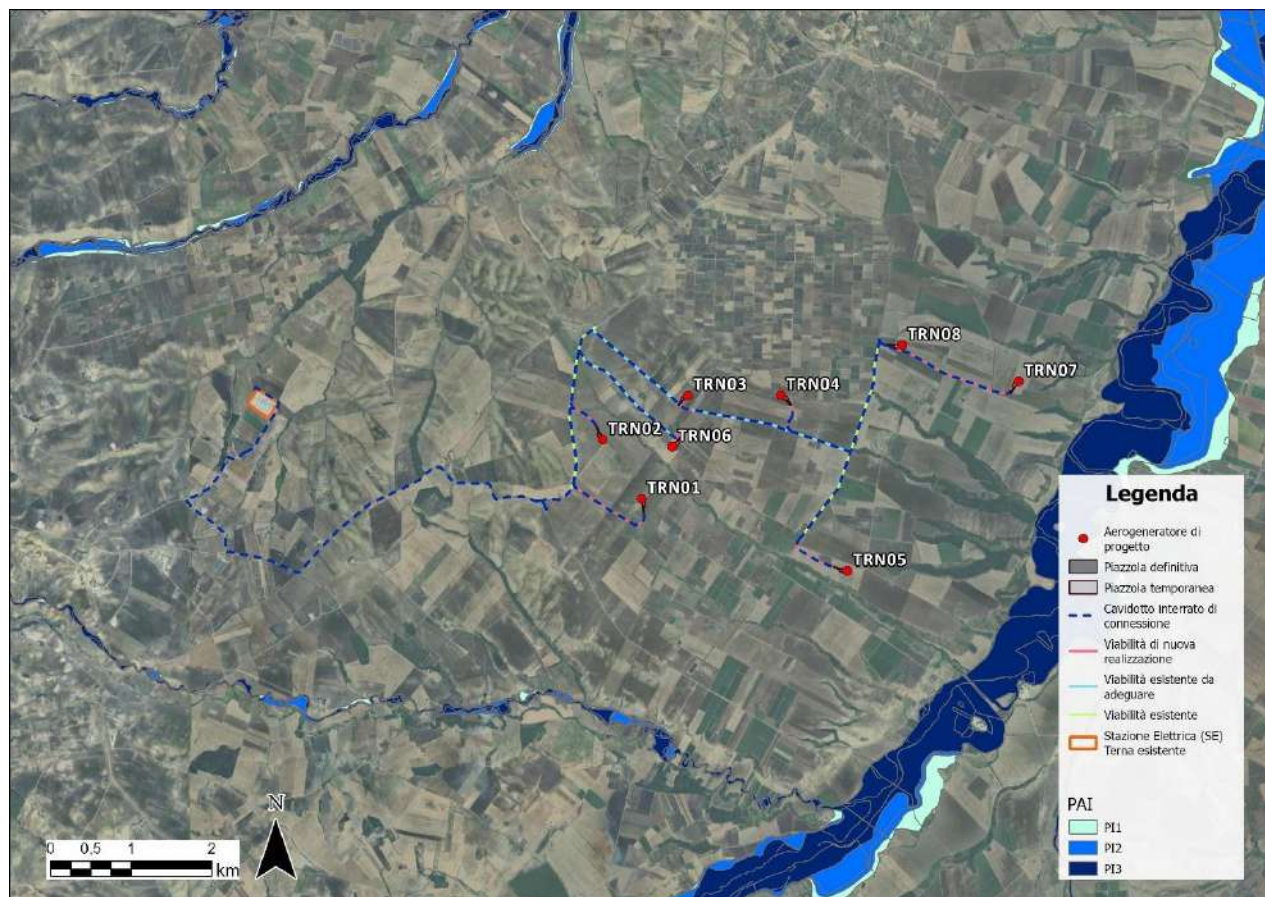 TRN08
TRN07
TRN03
TRN04
TRN02
TRN06
TRN01
TRN05
Legenda
Aerogeneratore di
progetto
Piazzola definitiva
Piazzola temporanea
Cavidotto interrato di
connessione
Viabilità di nuova
realizzazione
Viabilità esistente da
adeguare
Viabilità esistente
Stazione Elettrica (SE)
Terna esistente
PAI
PI1
PI2
PI3
N
0 0,5 1 2
km